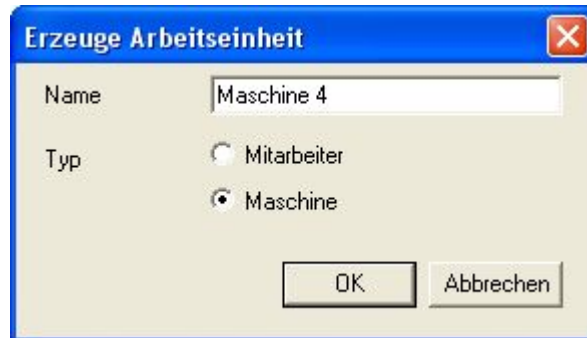 Erzeuge Arbeitseinheit
Name Maschine 4
Typ Mitarbeiter
Maschine
OK Abbrechen